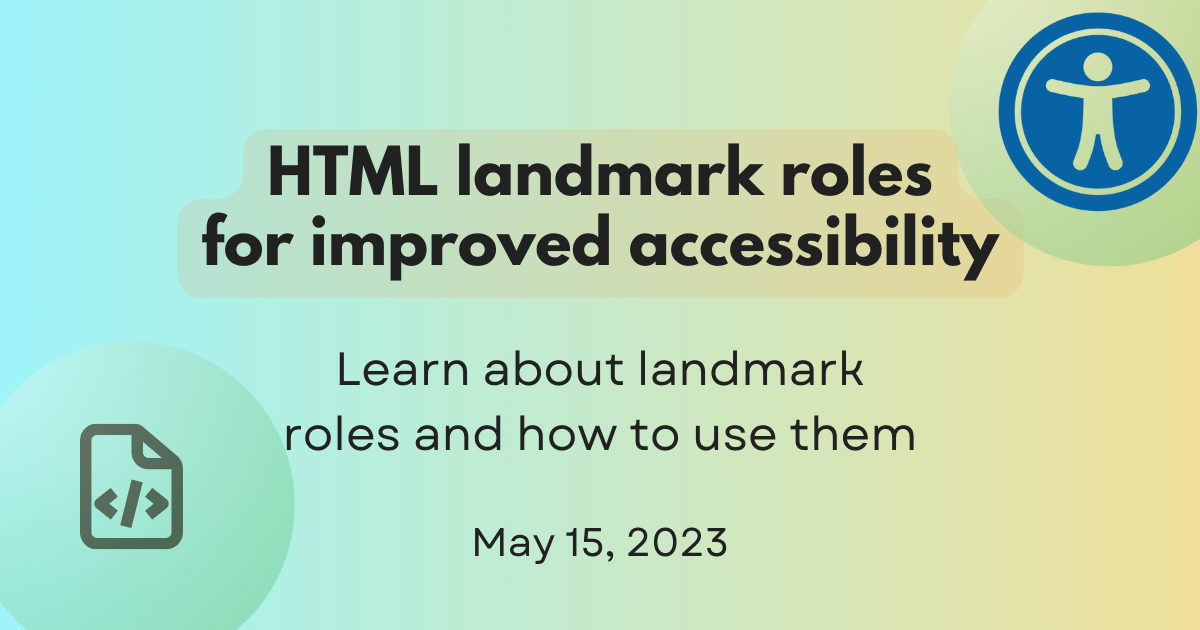 HTML landmark roles
for improved accessibility
Learn about landmark
roles and how to use them
May 15, 2023